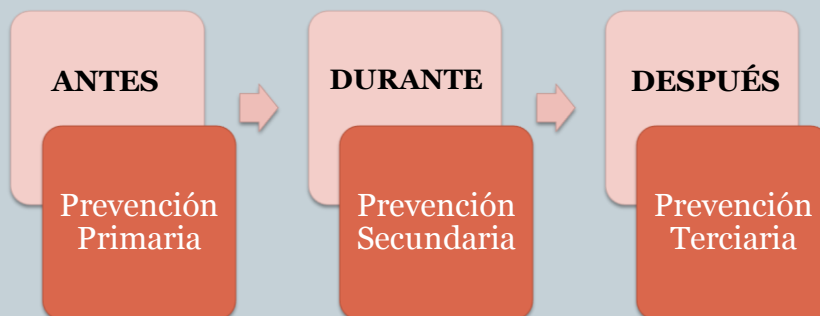 ANTES
Prevención
Primaria
DURANTE
Prevención
Secundaria
DESPUÉS
Prevención
Terciaria